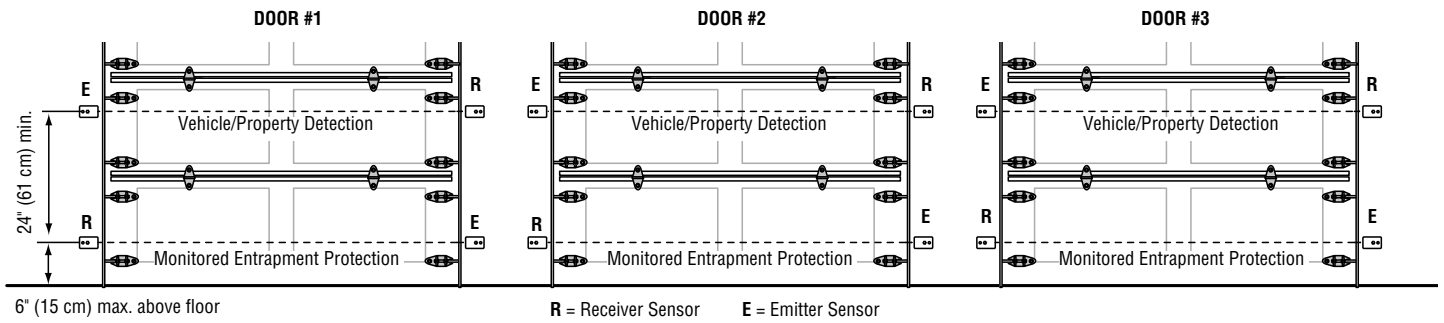 DOOR #1
DOOR #2
DOOR #3
E
R
E
R
E
R
Vehicle/Property Detection
Vehicle/Property Detection
Vehicle/Property Detection
24" (61 cm) min.
R
E
R
E
R
E
Monitored Entrapment Protection
Monitored Entrapment Protection
Monitored Entrapment Protection
6" (15 cm) max. above floor
R = Receiver Sensor
E = Emitter Sensor